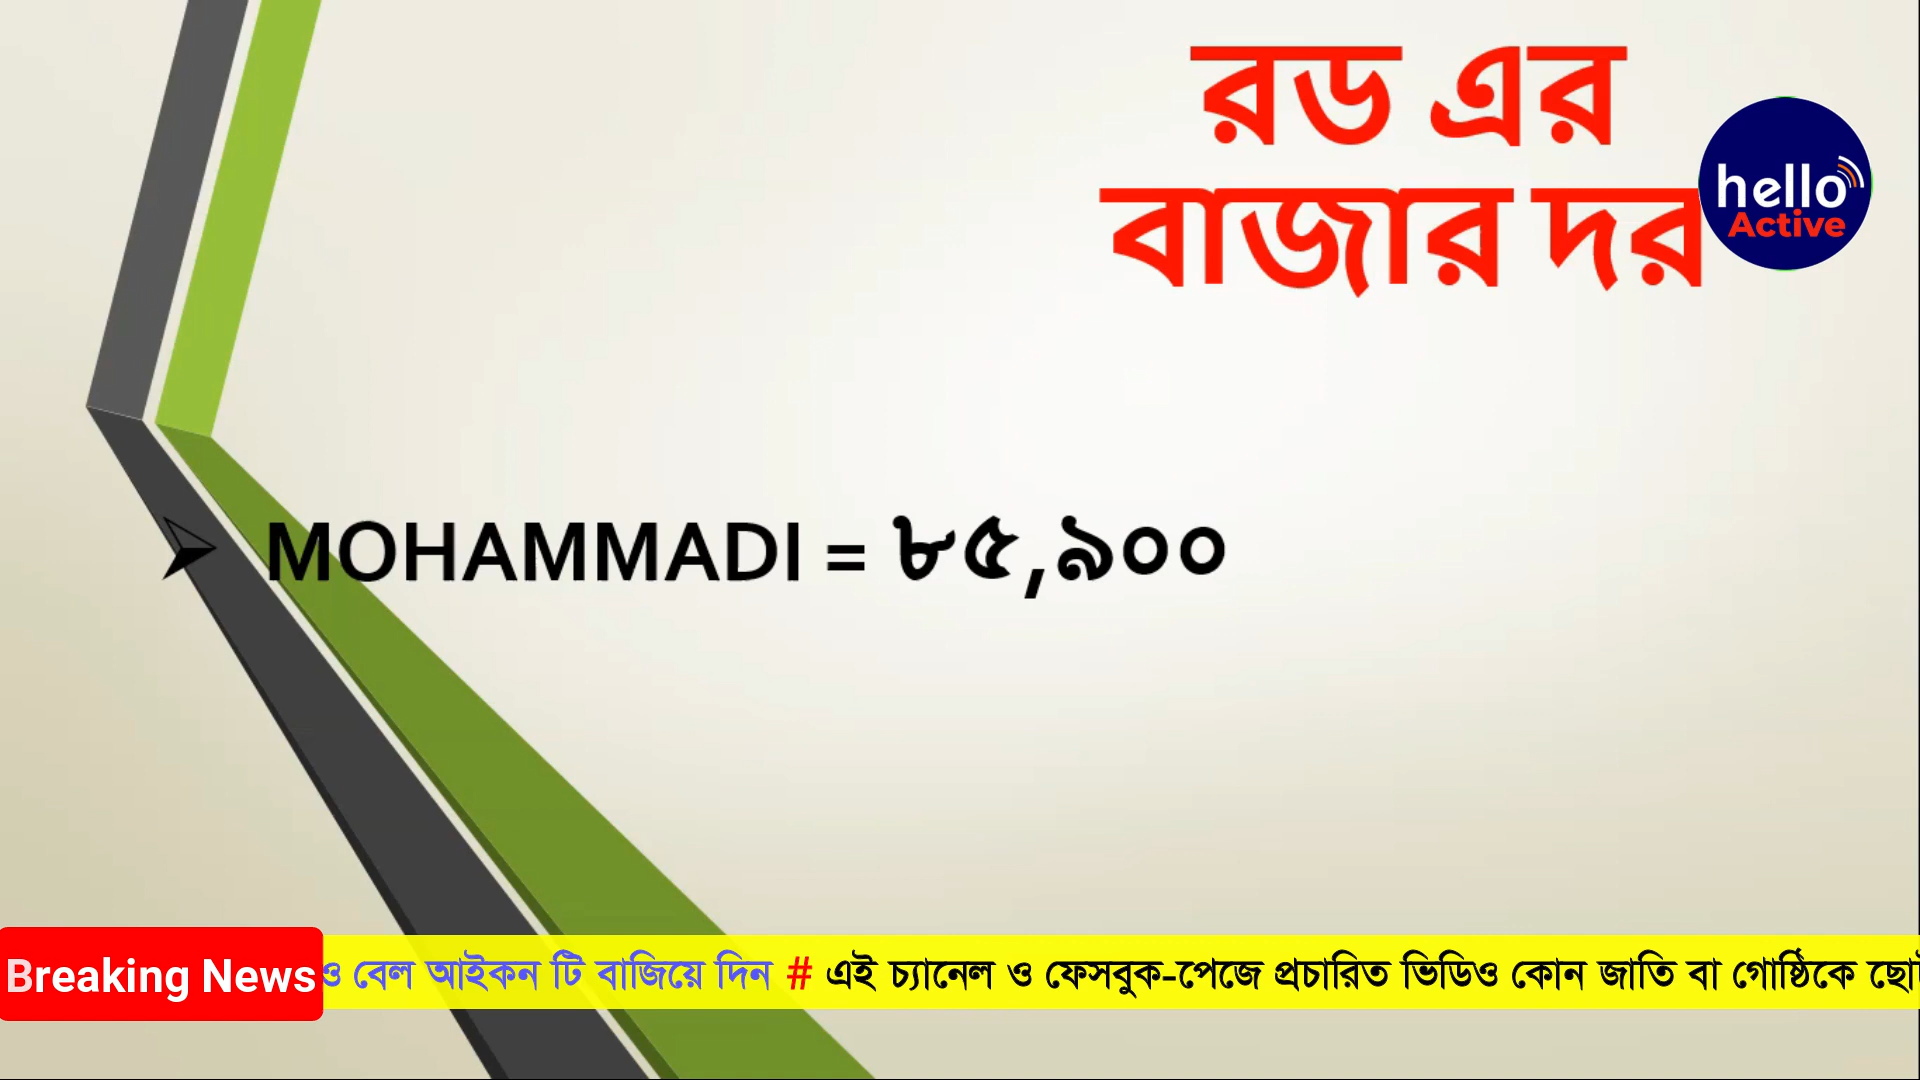 রড এর
বাজার দর
hello
Active
MOHAMMADI = ৮৫,৯০০
Breaking News
ও বেল আইকন টি বাজিয়ে দিন # এই চ্যানেল ও ফেসবুক-পেজে প্রচারিত ভিডিও কোন জাতি বা গোষ্ঠিকে